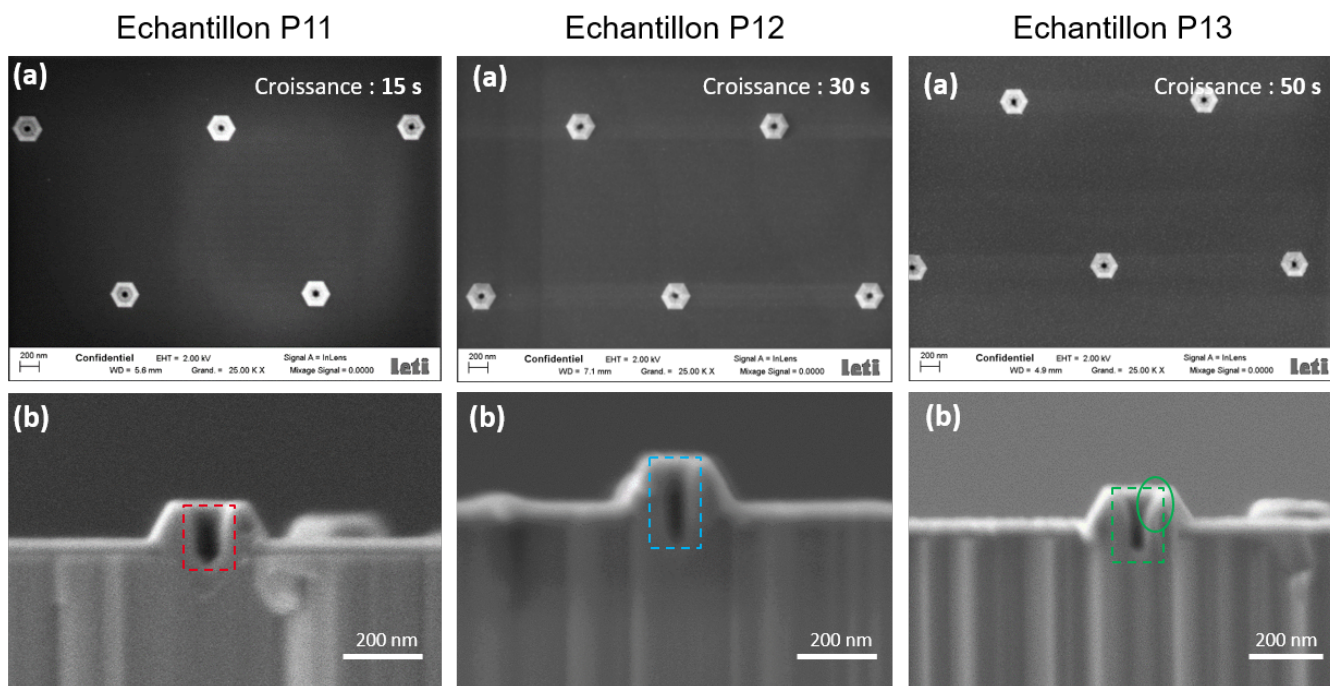 Echantillon P11
Echantillon P12
Echantillon P13
(a)
Croissance : 15 s
(a)
Croissance : 30 s
(a)
Croissance : 50 s
200 nm
Confidentiel
EHT = 2.00 kV
WD = 5.6 mm
Signal A = InLens
Grand. = 25.00 K X
Mixage Signal = 0.0000
leti
200 nm
Confidentiel
EHT = 2.00 kV
WD = 7.1 mm
Signal A = InLens
Grand. = 25.00 K X
Mixage Signal = 0.0000
leti
200 nm
Confidentiel
EHT = 2.00 kV
WD = 4.9 mm
Signal A = InLens
Grand. = 25.00 K X
Mixage Signal = 0.0000
leti
(b)
200 nm
(b)
200 nm
(b)
200 nm